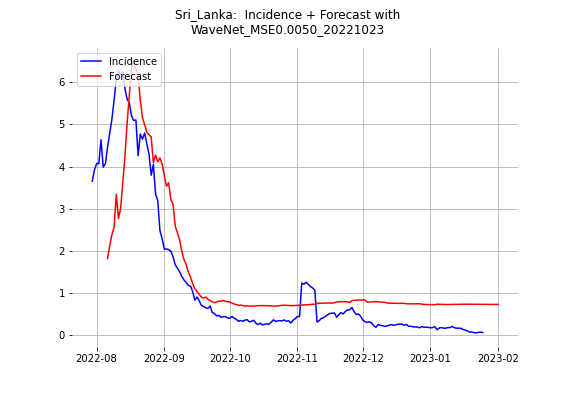 Sri_Lanka:  Incidence + Forecast with
WaveNet_MSE0.0050_20221023
Incidence
Forecast
6
5
4
3
2
1
0
2022-08 2022-09 2022-10 2022-11 2022-12 2023-01 2023-02